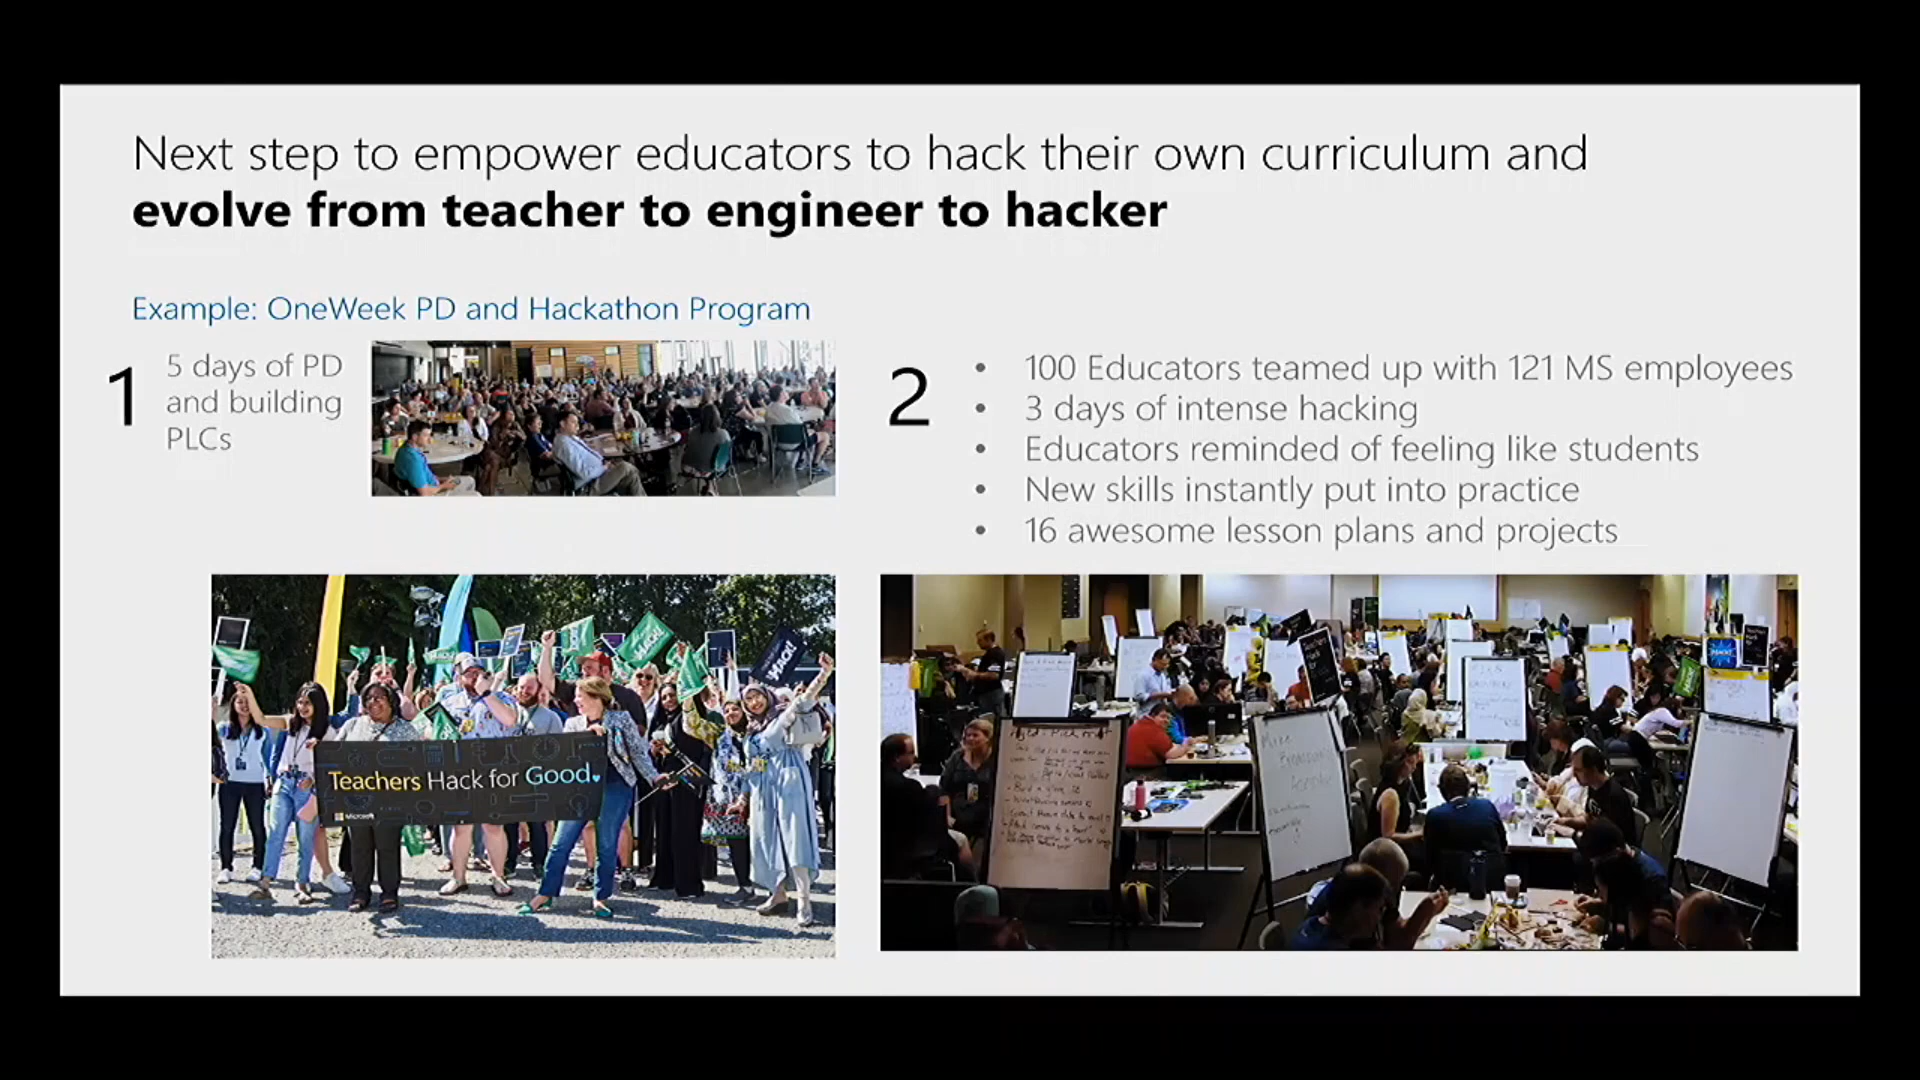 Next step to empower educators to hack their own curriculum and
evolve from teacher to engineer to hacker
Example: OneWeek PD and Hackathon Program
1
5 days of PD
and building
PLCs
2
• 100 Educators teamed up with 121 MS employees
• 3 days of intense hacking
• Educators reminded of feeling like students
• New skills instantly put into practice
• 16 awesome lesson plans and projects
HACK!
HACK!
Teachers Hack for Good
Microsoft